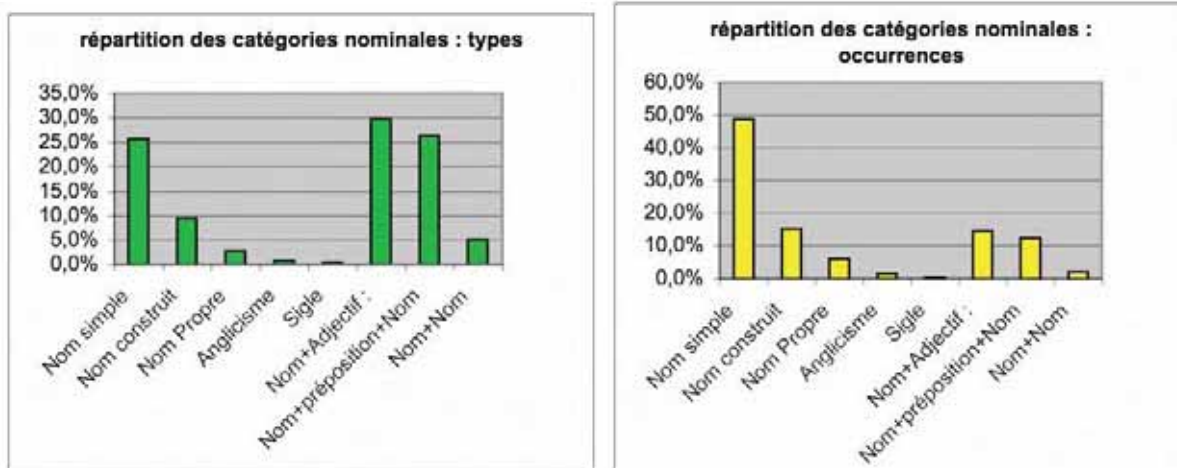 répartition des catégories nominales : types
35,0%
30,0%
25,0%
20,0%
15,0%
10,0%
5,0%
0,0%
Nom simple
Nom construit
Nom Propre
Anglicisme
Sigle
Nom+Adjectif :
Nom+préposition+Nom
Nom+Nom
répartition des catégories nominales :
occurrences
60,0%
50,0%
40,0%
30,0%
20,0%
10,0%
0,0%
Nom simple
Nom construit
Nom Propre
Anglicisme
Sigle
Nom+Adjectif :
Nom+préposition+Nom
Nom+Nom